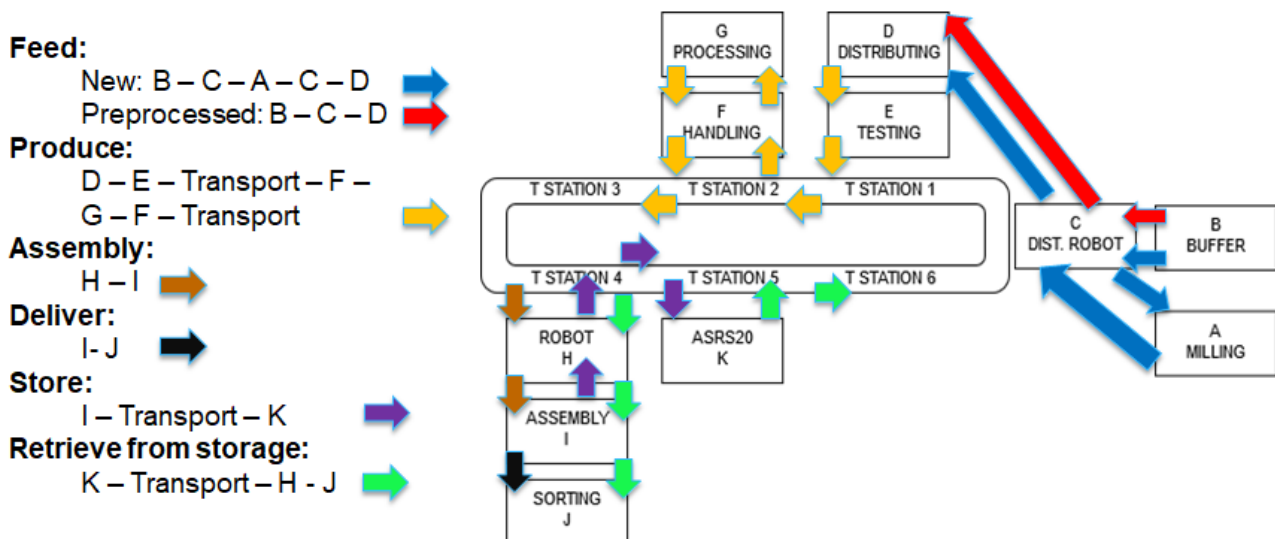 Feed:
New: B – C – A – C – D
Preprocessed: B – C – D
Produce:
D – E – Transport – F –
G – F – Transport
Assembly:
H – I
Deliver:
I- J
Store:
I – Transport – K
Retrieve from storage:
K – Transport – H - J
G
PROCESSING
D
DISTRIBUTING
F
HANDLING
E
TESTING
T STATION 3
T STATION 2
T STATION 1
C
DIST. ROBOT
B
BUFFER
T STATION 4
T STATION 5
T STATION 6
A
MILLING
ROBOT
H
ASRS20
K
ASSEMBLY
I
SORTING
J